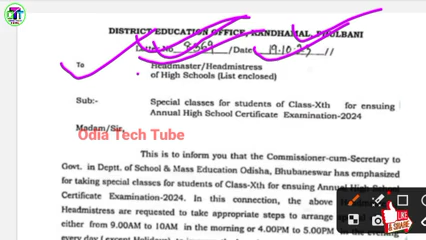 DISTRICT EDUCATION OFFICE, KANDHAMAL, PHULBANI
Letter No 8369 /Date 19.10.23 //
To
Headmaster/Headmistress
of High Schools (List enclosed)
Sub:- Special classes for students of Class-Xth for ensuing
Annual High School Certificate Examination-2024
Madam/Sir,
Odia Tech Tube
This is to inform you that the Commissioner-cum-Secretary to
Govt. in Deptt. of School & Mass Education Odisha, Bhubaneswar has emphasized
for taking special classes for students of Class-Xth for ensuing Annual High School
Certificate Examination-2024. In this connection, the above
Headmistress are requested to take appropriate steps to arrange
either from 9.00AM to 10AM in the morning or 4.00PM to 5.00PM
LIKE
& SHARE